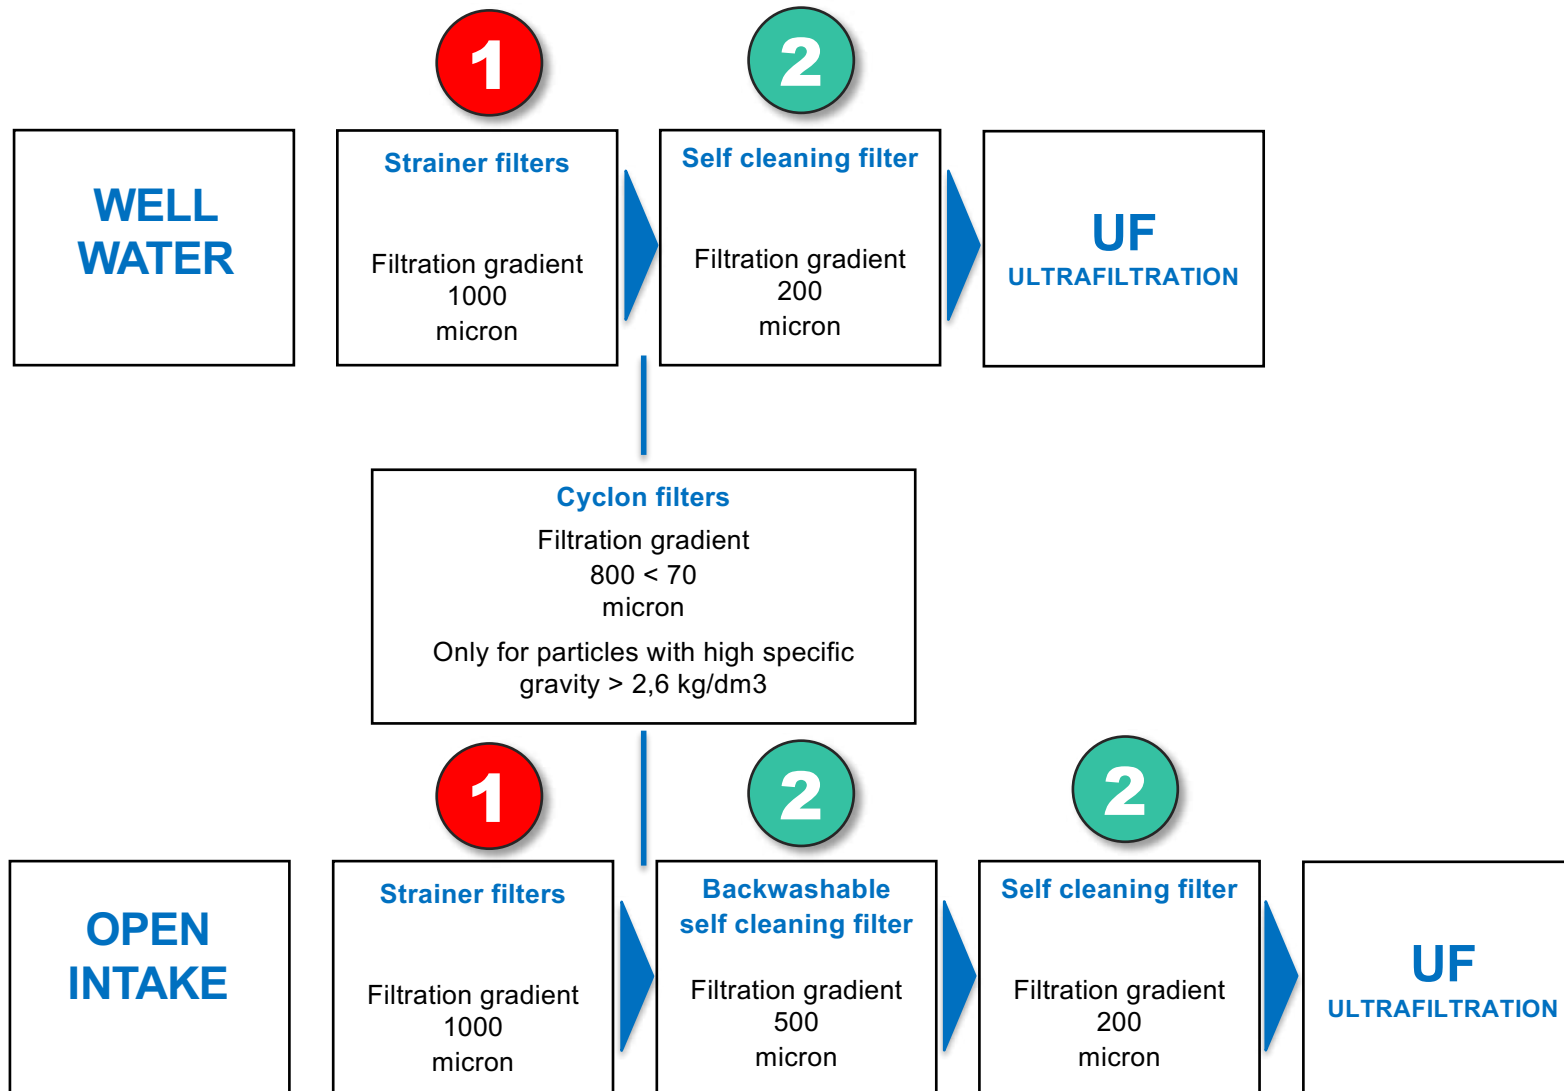 1
2
WELL
WATER
Strainer filters
Filtration gradient
1000
micron
Self cleaning filter
Filtration gradient
200
micron
UF
ULTRAFILTRATION
Cyclon filters
Filtration gradient
800 < 70
micron
Only for particles with high specific
gravity > 2,6 kg/dm3
1
2
2
OPEN
INTAKE
Strainer filters
Filtration gradient
1000
micron
Backwashable
self cleaning filter
Filtration gradient
500
micron
Self cleaning filter
Filtration gradient
200
micron
UF
ULTRAFILTRATION